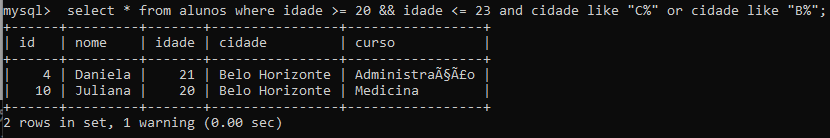 mysql>  select * from alunos where idade >= 20 && idade <= 23 and cidade like "C%" or cidade like "B%";
+----+---------+-------+----------------+-----------------+
| id | nome    | idade | cidade         | curso           |
+----+---------+-------+----------------+-----------------+
|  4 | Daniela |    21 | Belo Horizonte | AdministraÃ§Ã£o |
| 10 | Juliana |    20 | Belo Horizonte | Medicina        |
+----+---------+-------+----------------+-----------------+
2 rows in set, 1 warning (0.00 sec)